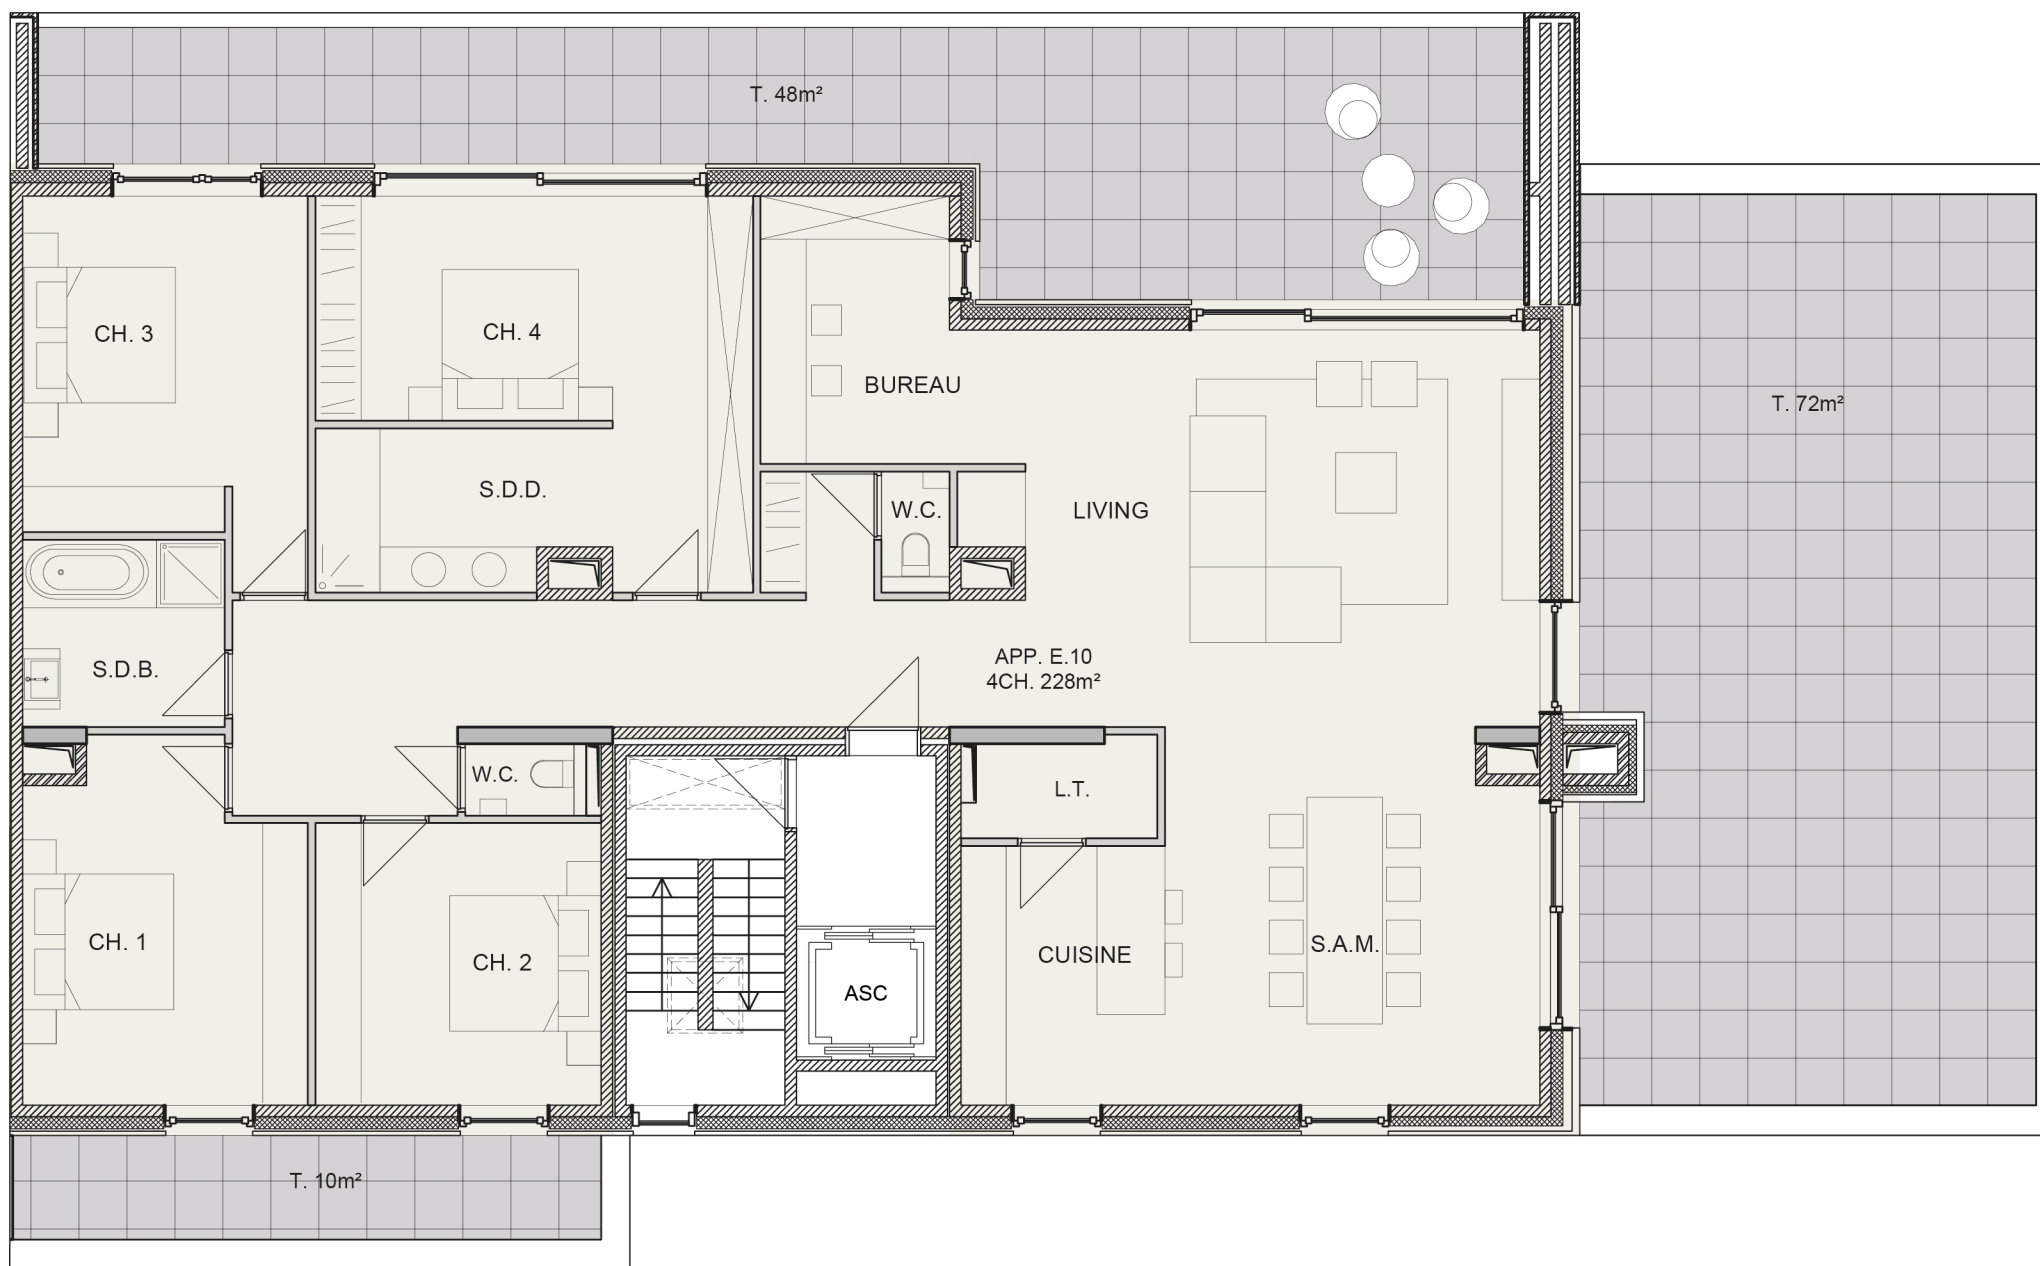 T. 48m²
CH. 3
CH. 4
BUREAU
T. 72m²
S.D.D.
W.C.
LIVING
S.D.B.
APP. E.10
4CH. 228m²
W.C.
L.T.
CH. 1
CH. 2
ASC
CUISINE
S.A.M.
T. 10m²